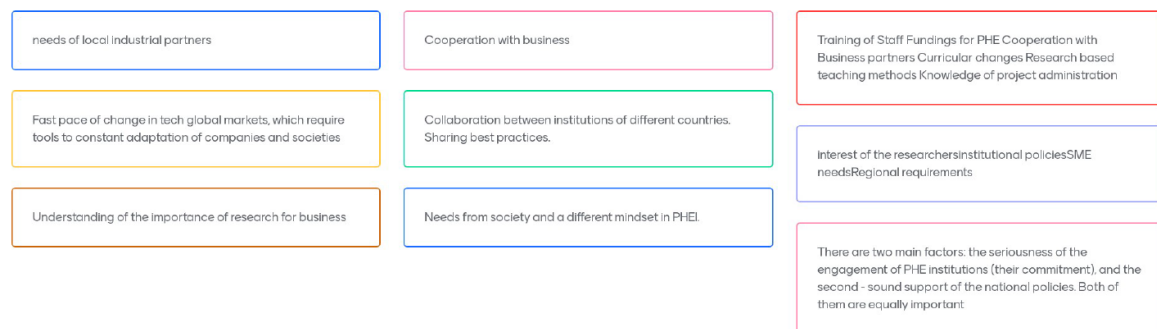 needs of local industrial partners
Fast pace of change in tech global markets, which require
tools to constant adaptation of companies and societies
Understanding of the importance of research for business
Cooperation with business
Collaboration between institutions of different countries.
Sharing best practices.
Needs from society and a different mindset in PHEI.
Training of Staff Fundings for PHE Cooperation with
Business partners Curricular changes Research based
teaching methods Knowledge of project administration
interest of the researchersinstitutional policiesSME
needsRegional requirements
There are two main factors: the seriousness of the
engagement of PHE institutions (their commitment), and the
second - sound support of the national policies. Both of
them are equally important